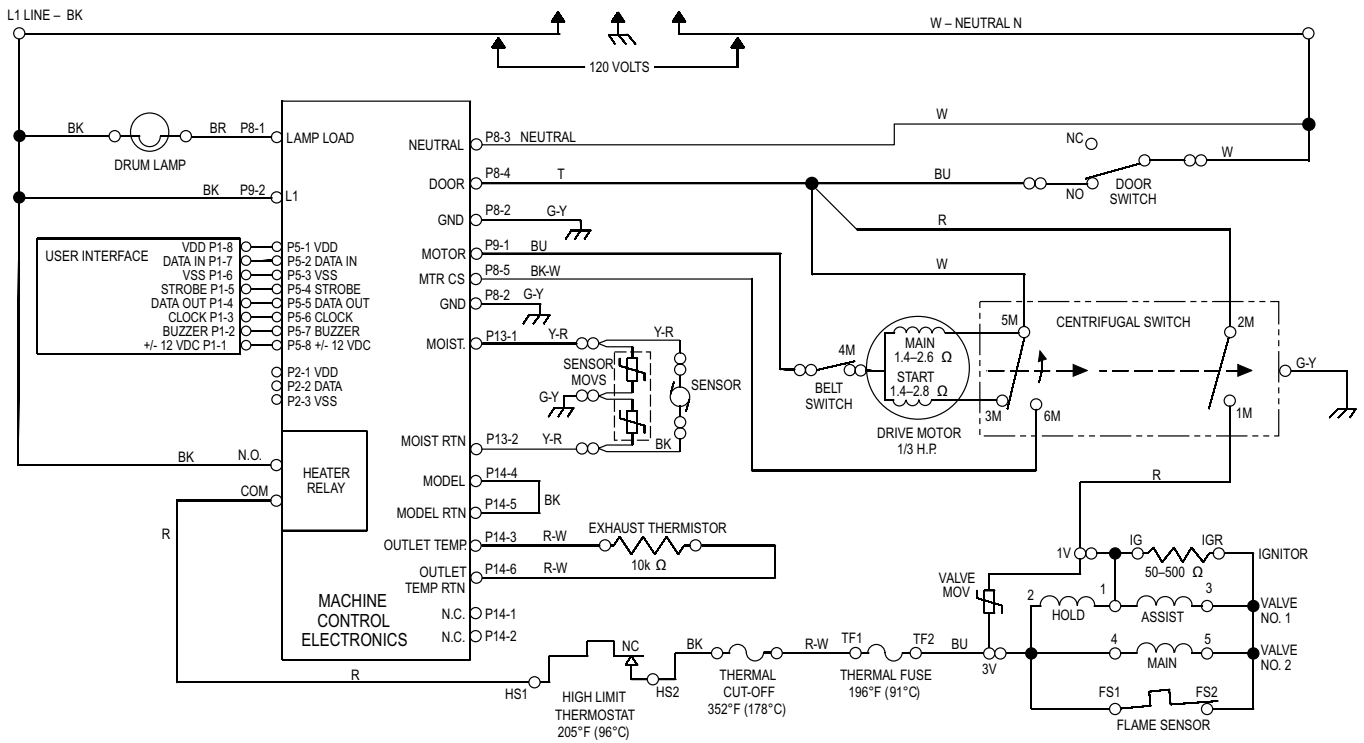 L1 LINE – BK
W – NEUTRAL N
120 VOLTS
BK
BR
P8-1
LAMP LOAD
DRUM LAMP
BK
P9-2
L1
NEUTRAL
P8-3
NEUTRAL
W
NC
DOOR
P8-4
T
BU
NO
DOOR
SWITCH
W
GND
P8-2
G-Y
R
MOTOR
P9-1
BU
MTR CS
P8-5
BK-W
W
GND
P8-2
G-Y
USER INTERFACE
VDD P1-8
P5-1 VDD
DATA IN P1-7
P5-2 DATA IN
VSS P1-6
P5-3 VSS
STROBE P1-5
P5-4 STROBE
DATA OUT P1-4
P5-5 DATA OUT
CLOCK P1-3
P5-6 CLOCK
BUZZER P1-2
P5-7 BUZZER
+/- 12 VDC P1-1
P5-8 +/- 12 VDC
P2-1 VDD
P2-2 DATA
P2-3 VSS
MOIST.
P13-1
Y-R
Y-R
SENSOR
MOVS
SENSOR
G-Y
MOIST RTN
P13-2
Y-R
BK
4M
BELT
SWITCH
MAIN
1.4–2.6 Ω
START
1.4–2.8 Ω
DRIVE MOTOR
1/3 H.P.
5M
CENTRIFUGAL SWITCH
2M
3M
6M
1M
G-Y
BK
N.O.
HEATER
RELAY
COM
R
MODEL
P14-4
BK
MODEL RTN
P14-5
OUTLET TEMP.
P14-3
R-W
EXHAUST THERMISTOR
10k Ω
OUTLET
TEMP RTN
P14-6
R-W
N.C.
P14-1
N.C.
P14-2
MACHINE
CONTROL
ELECTRONICS
R
1V
IG
IGR
IGNITOR
50–500 Ω
VALVE
MOV
2
HOLD
1
ASSIST
3
VALVE
NO. 1
4
MAIN
5
VALVE
NO. 2
FS1
FS2
FLAME SENSOR
R
HS1
NC
HS2
HIGH LIMIT
THERMOSTAT
205°F (96°C)
BK
THERMAL
CUT-OFF
352°F (178°C)
R-W
TF1
TF2
THERMAL FUSE
196°F (91°C)
BU
3V